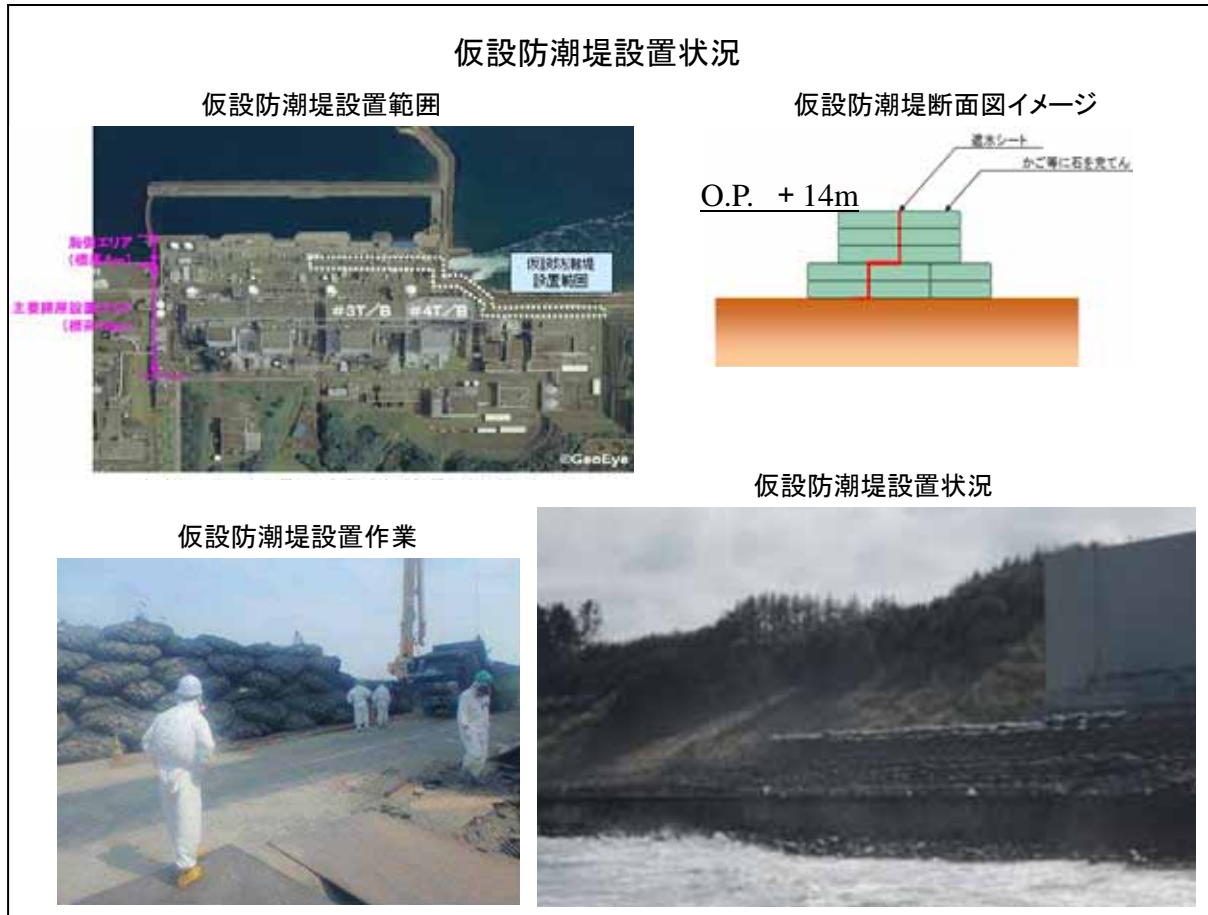 仮設防潮堤設置状況
仮設防潮堤設置範囲
仮設防潮堤断面図イメージ
遮水シート
かご等に石を充てん
O.P. + 14m
エリア
仮設防潮堤
設置範囲
主要建屋設置エリア
#3T/B
#4T/B
©GeoEye
仮設防潮堤設置状況
仮設防潮堤設置作業